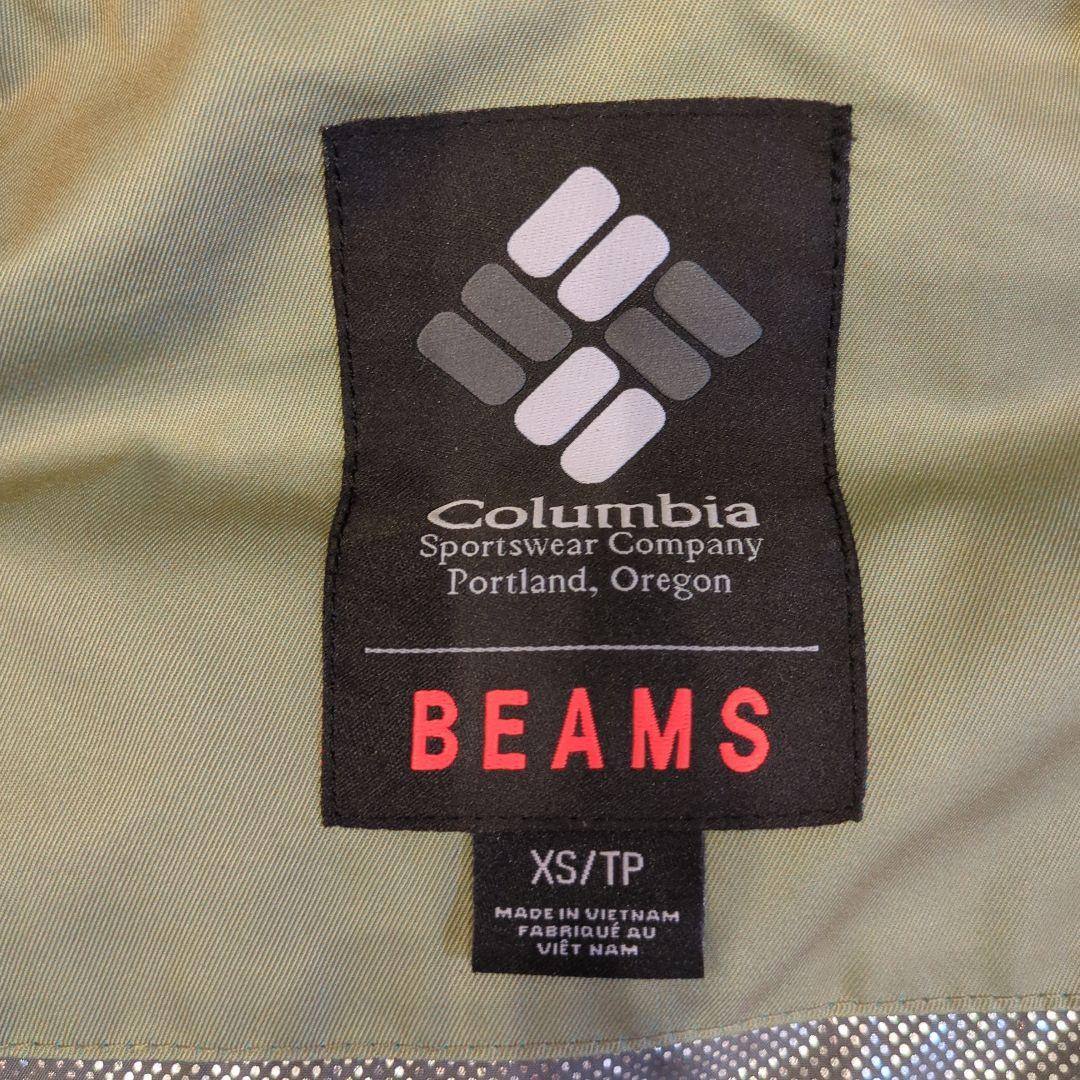 Columbia
Sportswear Company
Portland, Oregon
BEAMS
XS/TP
MADE IN VIETNAM
FABRIQUÉ AU
VIÊT NAM